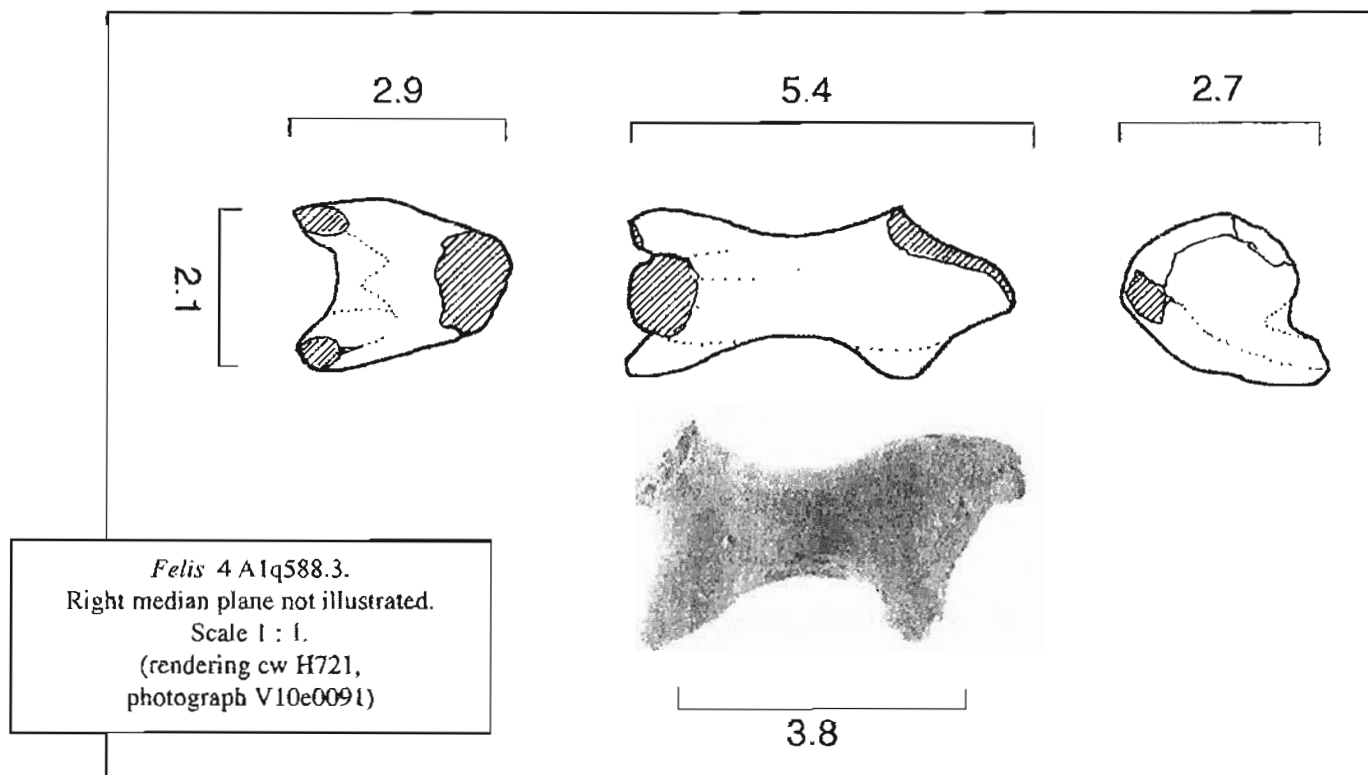 2.9
5.4
2.7
2.1
Felis 4 A1q588.3.
Right median plane not illustrated.
Scale 1 : 1.
(rendering cw H721,
photograph V10e0091)
3.8